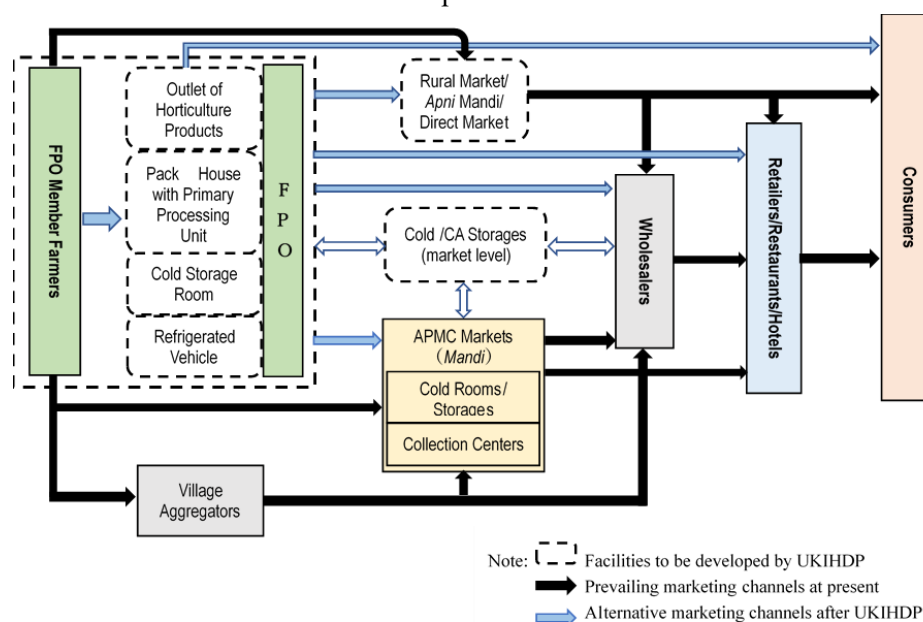 FPO Member Farmers
Outlet of
Horticulture
Products
Pack House
with Primary
Processing
Unit
Cold Storage
Room
Refrigerated
Vehicle
F
P
O
Rural Market/
Apni Mandi/
Direct Market
Cold /CA Storages
(market level)
APMC Markets
(Mandi)
Cold Rooms/
Storages
Collection Centers
Village
Aggregators
Wholesalers
Retailers/Restaurants/Hotels
Consumers
Note:
Facilities to be developed by UKIHDP
Prevailing marketing channels at present
Alternative marketing channels after UKIHDP